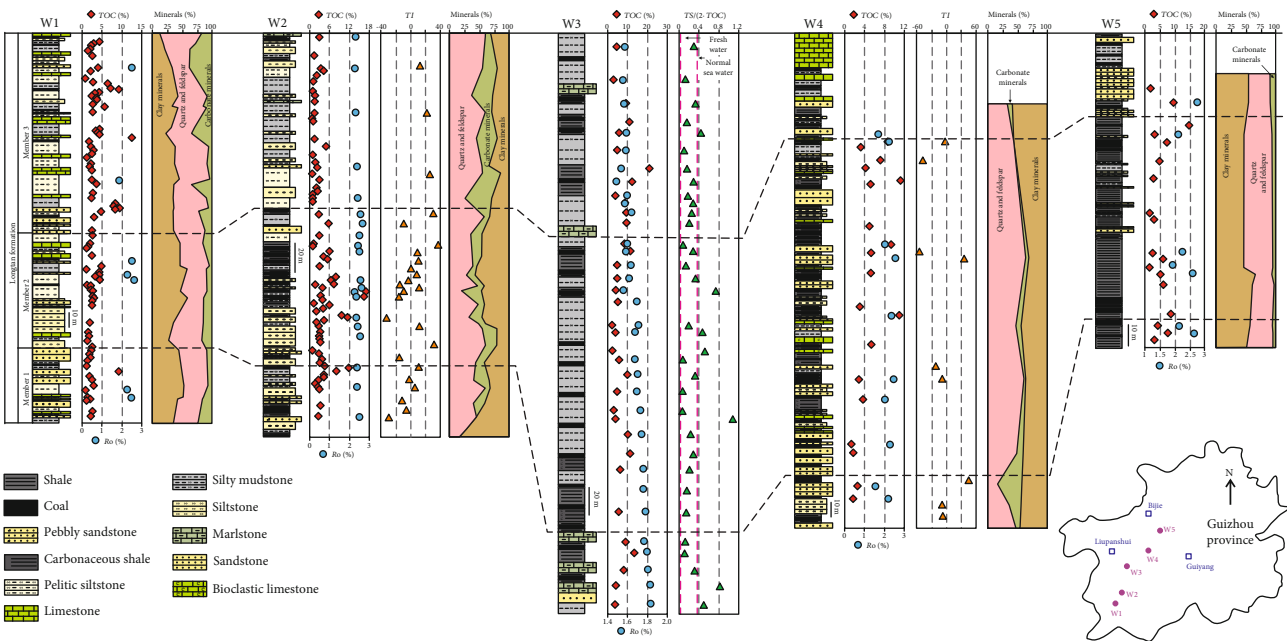 W1
TOC (%)
Minerals (%)
0 5 10 15
25 50 75 100
W2
TOC (%)
0 6 12 18
TI
-40 0 40
Minerals (%)
25 50 75 100
W3
TOC (%)
0 10 20 30
TS/(2· TOC)
0 0.4 0.8 1.2
W4
TOC (%)
0 4 8 12
TI
-60 0 60
Minerals (%)
0 25 50 75 100
W5
TOC (%)
0 5 10 15 20
Minerals (%)
0 25 50 75 100
Longtan formation
Member 3
Member 2
Member 1
10 m
Clay minerals
Quartz and feldspar
Carbonate minerals
0 1 2 3
Ro (%)
20 m
Quartz and feldspar
Carbonate minerals
Clay minerals
0 1 2 3
Ro (%)
Fresh
water
Normal
sea water
20 m
1.4 1.6 1.8 2.0
Ro (%)
Carbonate
minerals
Quartz and feldspar
Clay minerals
10 m
0 1 2 3
Ro (%)
Carbonate
minerals
Clay minerals
Quartz
and feldspar
10 m
1 1.5 2 2.5 3
Ro (%)
Shale
Coal
Pebbly sandstone
Carbonaceous shale
Pelitic siltstone
Limestone
Silty mudstone
Siltstone
Marlstone
Sandstone
Bioclastic limestone
N
Bijie
Guizhou
province
W5
Liupanshui
W4
Guiyang
W3
W2
W1